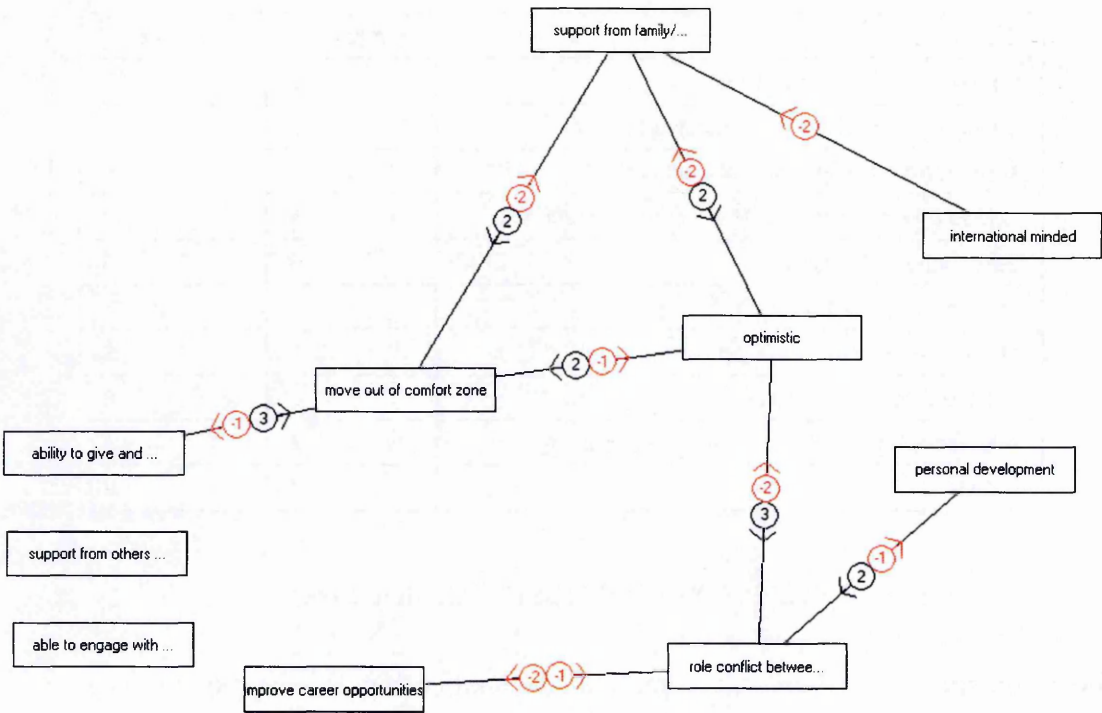 support from family/...
-2
-2
2
-2
2
international minded
optimistic
2
-1
move out of comfort zone
-1
3
ability to give and ...
personal development
-2
3
support from others ...
-1
2
able to engage with ...
role conflict betwee...
-2
-1
mprove career opportunities